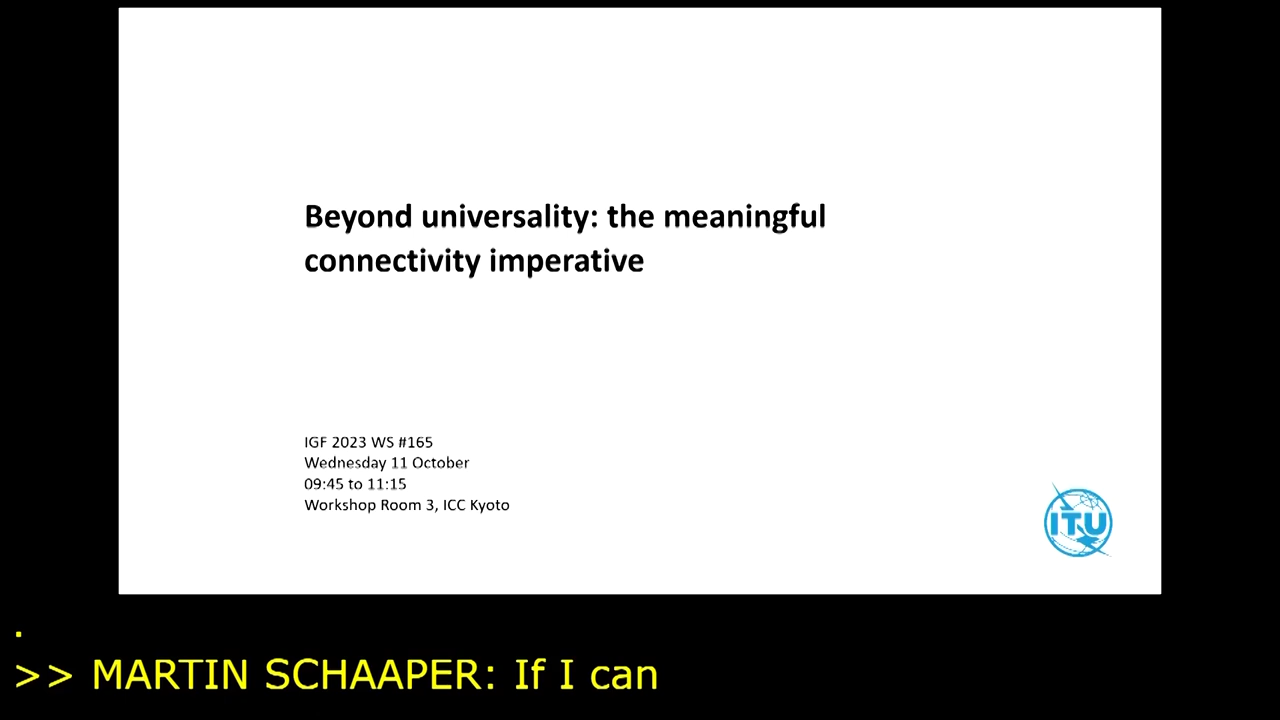 Beyond universality: the meaningful
connectivity imperative
IGF 2023 WS #165
Wednesday 11 October
09:45 to 11:15
Workshop Room 3, ICC Kyoto
ITU
.
>> MARTIN SCHAAPER: If I can